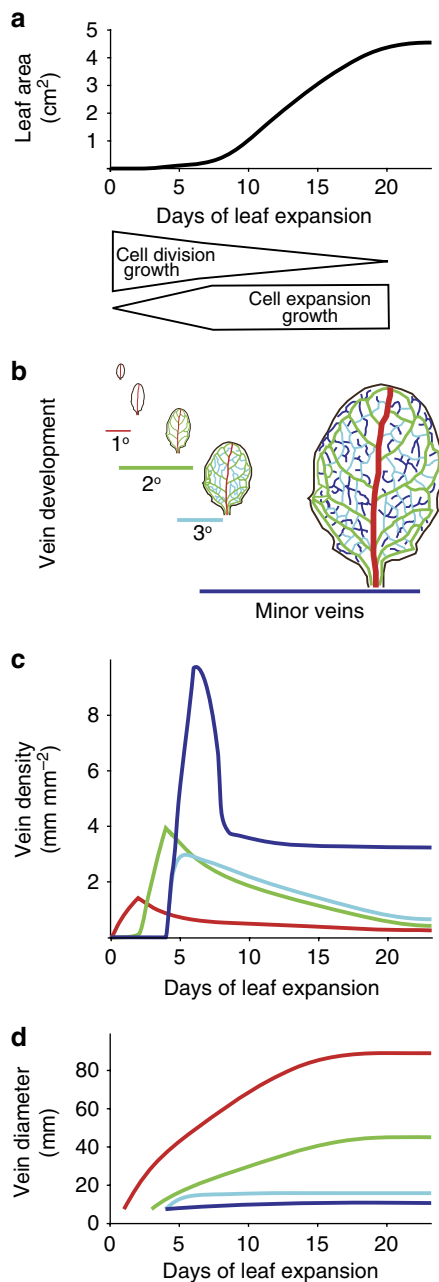 a
Leaf area
(cm²)
5
4
3
2
1
0
5
10
15
20
Days of leaf expansion
Cell division
growth
Cell expansion
growth
b
Vein development
1°
2°
3°
Minor veins
c
Vein density
(mm mm⁻²)
8
6
4
2
0
5
10
15
20
Days of leaf expansion
d
Vein diameter
(mm)
80
60
40
20
0
0
5
10
15
20
Days of leaf expansion